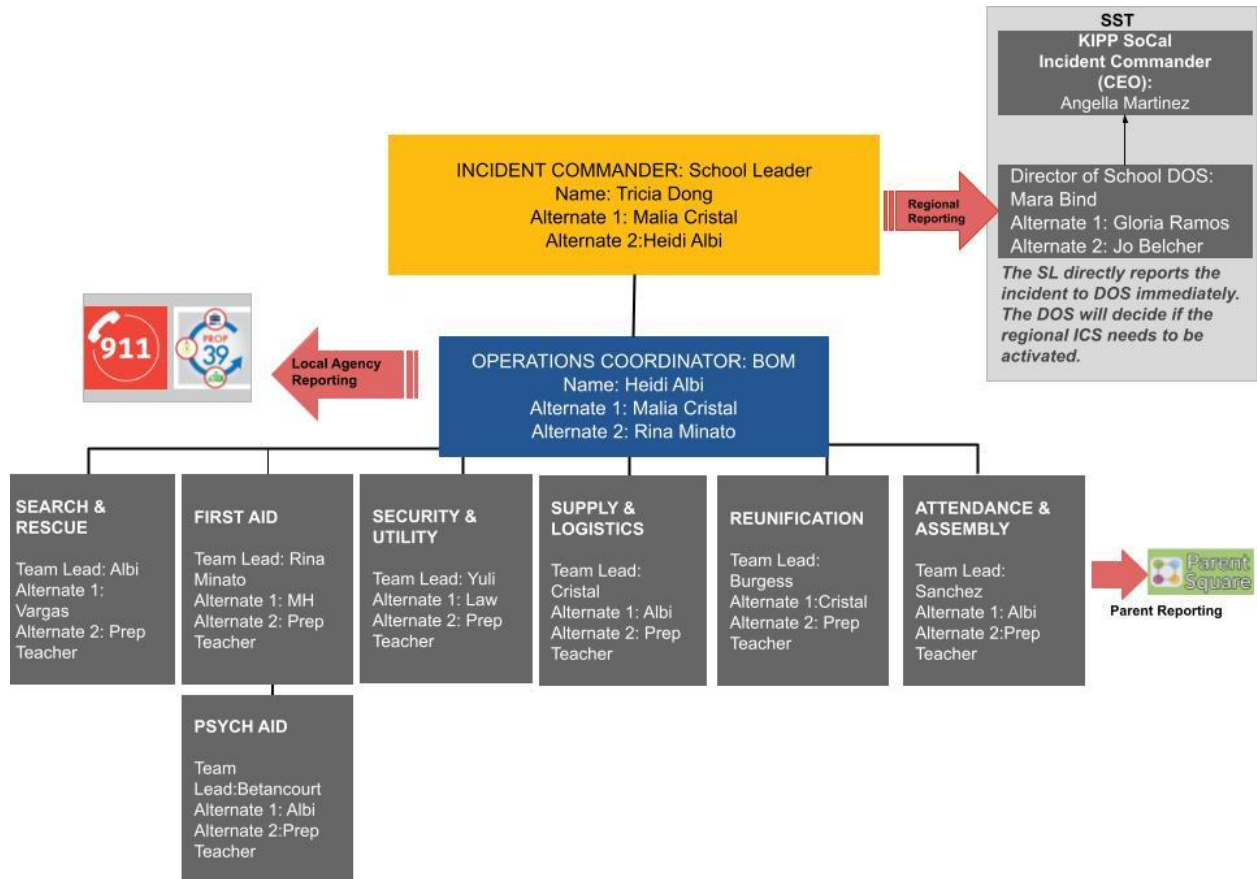 SST
KIPP SoCal
Incident Commander
(CEO):
Angella Martinez
INCIDENT COMMANDER: School Leader
Name: Tricia Dong
Alternate 1: Malia Cristal
Alternate 2:Heidi Albi
Regional
Reporting
Director of School DOS:
Mara Bind
Alternate 1: Gloria Ramos
Alternate 2: Jo Belcher
The SL directly reports the
incident to DOS immediately.
The DOS will decide if the
regional ICS needs to be
activated.
911
PROP
39
Local Agency
Reporting
OPERATIONS COORDINATOR: BOM
Name: Heidi Albi
Alternate 1: Malia Cristal
Alternate 2: Rina Minato
SEARCH &
RESCUE
Team Lead: Albi
Alternate 1:
Vargas
Alternate 2: Prep
Teacher
FIRST AID
Team Lead: Rina
Minato
Alternate 1: MH
Alternate 2: Prep
Teacher
SECURITY &
UTILITY
Team Lead: Yuli
Alternate 1: Law
Alternate 2: Prep
Teacher
SUPPLY &
LOGISTICS
Team Lead:
Cristal
Alternate 1: Albi
Alternate 2: Prep
Teacher
REUNIFICATION
Team Lead:
Burgess
Alternate 1:Cristal
Alternate 2: Prep
Teacher
ATTENDANCE &
ASSEMBLY
Team Lead:
Sanchez
Alternate 1: Albi
Alternate 2:Prep
Teacher
Parent
Square
Parent Reporting
PSYCH AID
Team
Lead:Betancourt
Alternate 1: Albi
Alternate 2:Prep
Teacher